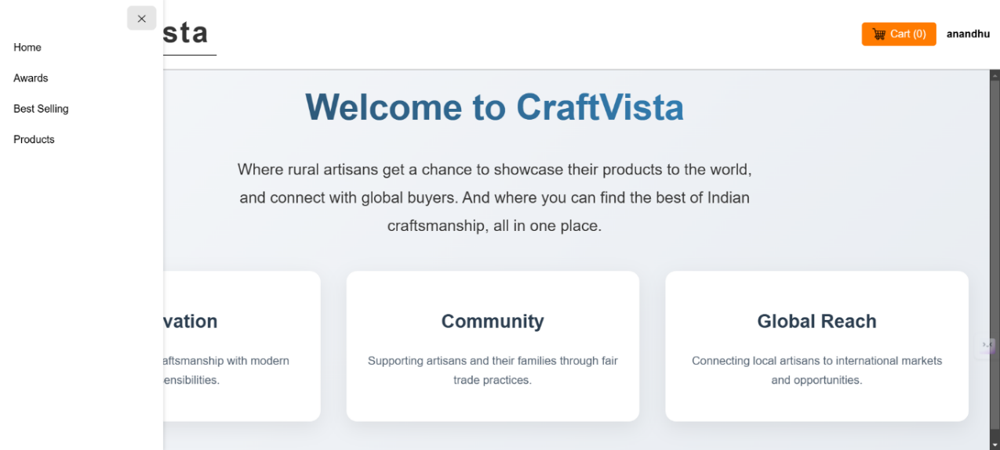 sta
Cart (0)
anandhu
Home
Awards
Best Selling
Products
Welcome to CraftVista
Where rural artisans get a chance to showcase their products to the world,
and connect with global buyers. And where you can find the best of Indian
craftsmanship, all in one place.
vation
aftsmanship with modern
ensibilities.
Community
Supporting artisans and their families through fair
trade practices.
Global Reach
Connecting local artisans to international markets
and opportunities.